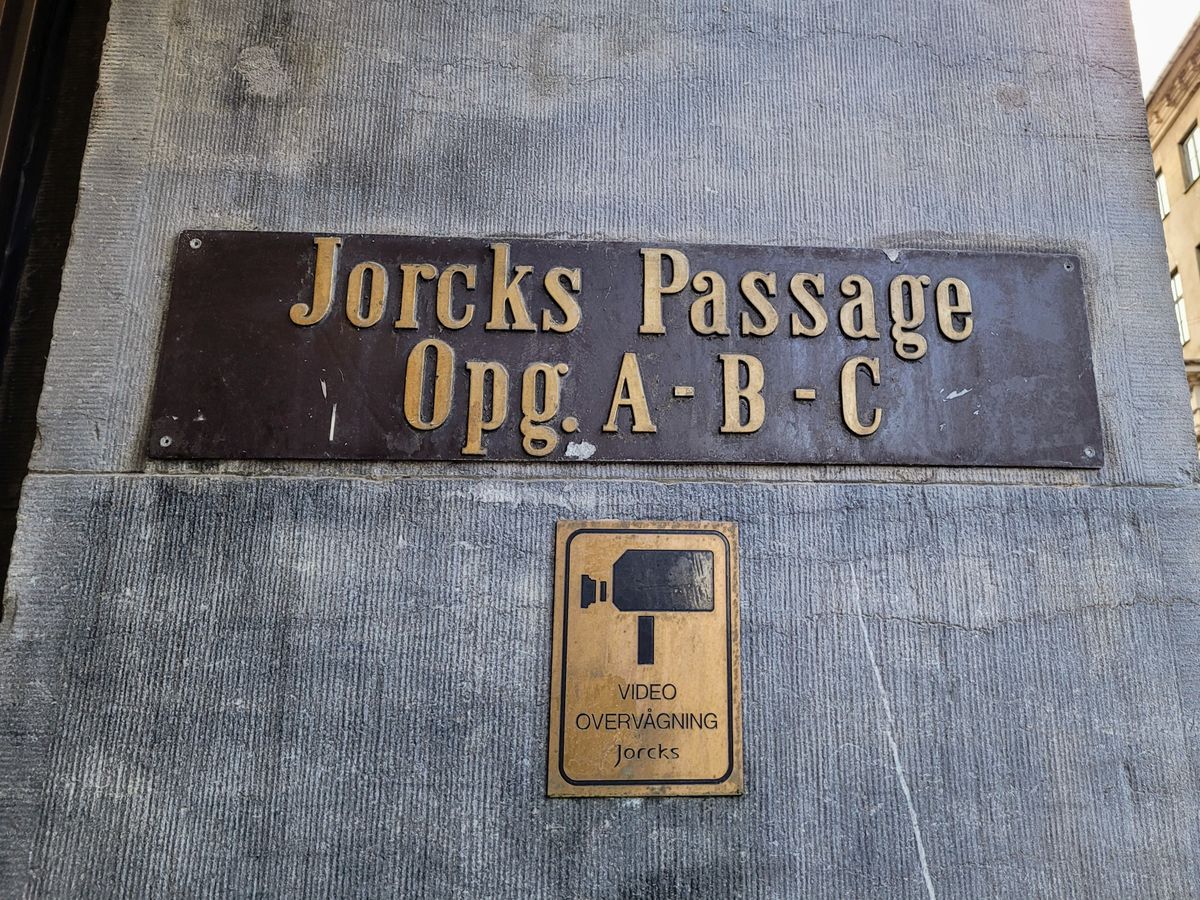 Jorcks Passage
Opg. A - B - C
VIDEO
OVERVÅGNING
Jorcks